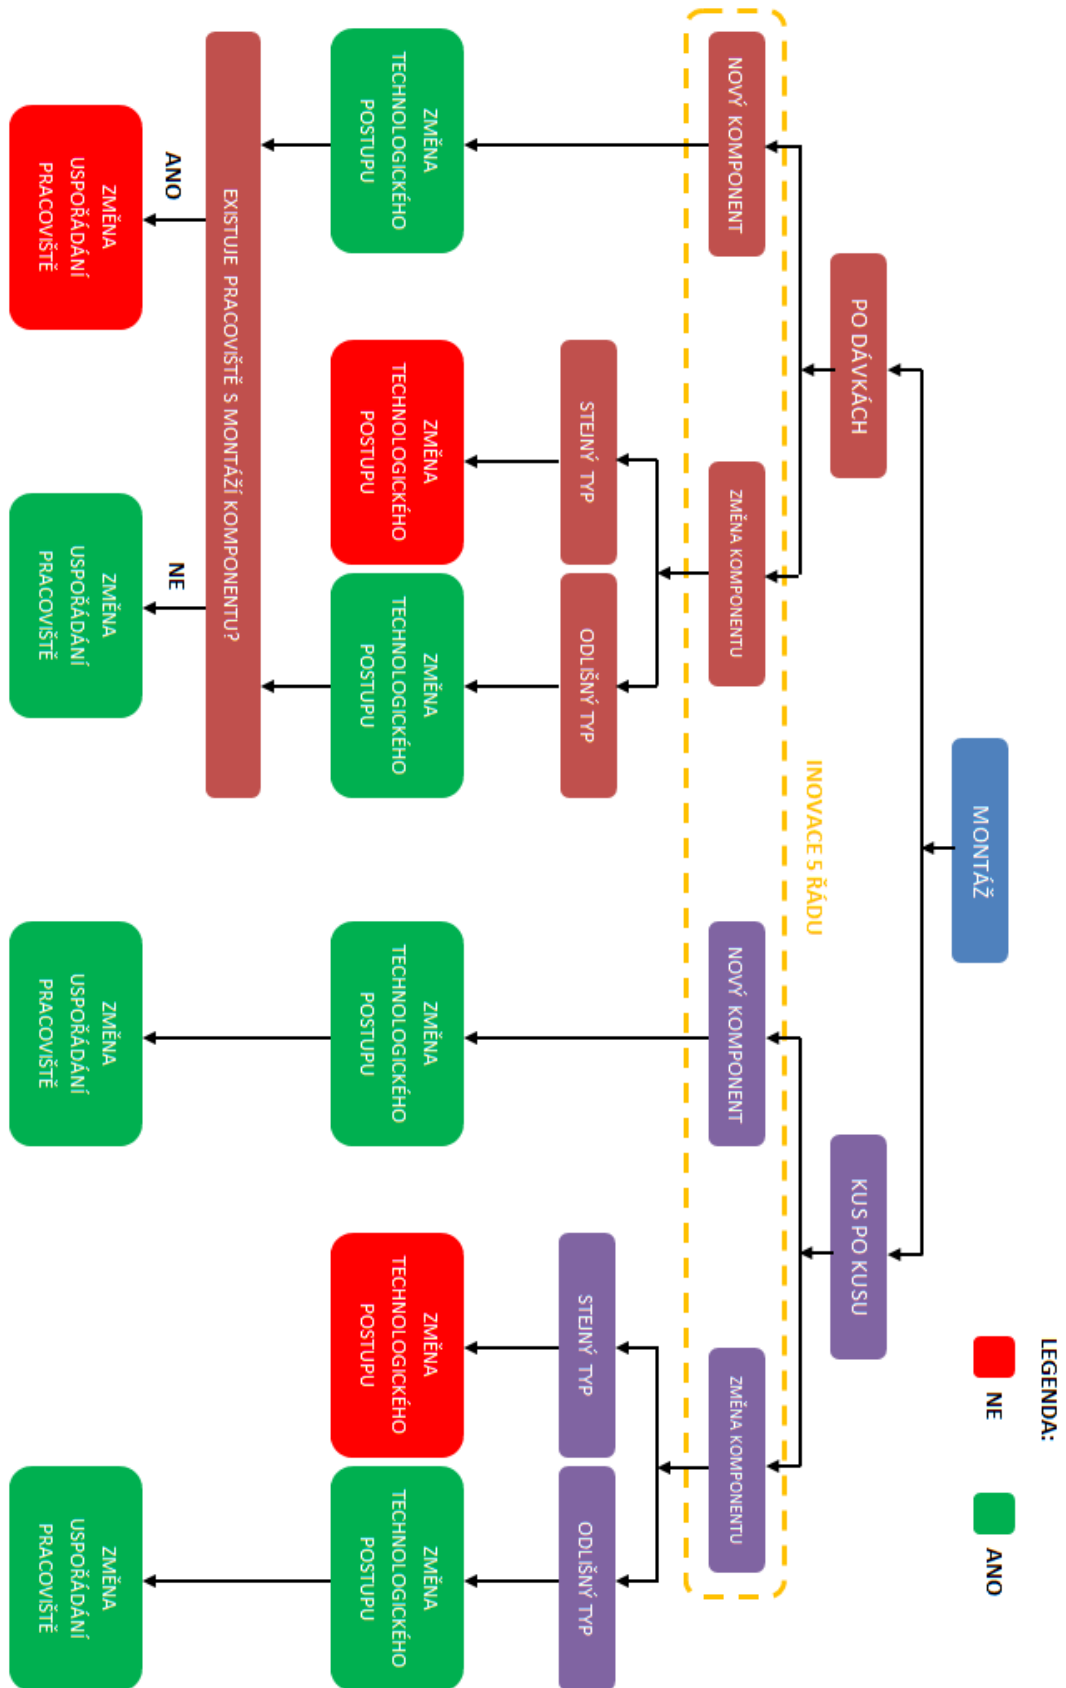 LEGENDA:
NE
ANO
MONTÁŽ
PO DÁVKÁCH
KUS PO KUSU
INOVACE 5 ŘÁDU
NOVÝ KOMPONENT
ZMĚNA KOMPONENTU
NOVÝ KOMPONENT
ZMĚNA KOMPONENTU
STEJNÝ TYP
ODLIŠNÝ TYP
STEJNÝ TYP
ODLIŠNÝ TYP
ZMĚNA
TECHNOLOGICKÉHO
POSTUPU
ZMĚNA
TECHNOLOGICKÉHO
POSTUPU
ZMĚNA
TECHNOLOGICKÉHO
POSTUPU
ZMĚNA
TECHNOLOGICKÉHO
POSTUPU
ZMĚNA
TECHNOLOGICKÉHO
POSTUPU
ZMĚNA
TECHNOLOGICKÉHO
POSTUPU
EXISTUJE PRACOVIŠTĚ S MONTÁŽÍ KOMPONENTU?
ANO
NE
ZMĚNA
USPOŘÁDÁNÍ
PRACOVIŠTĚ
ZMĚNA
USPOŘÁDÁNÍ
PRACOVIŠTĚ
ZMĚNA
USPOŘÁDÁNÍ
PRACOVIŠTĚ
ZMĚNA
USPOŘÁDÁNÍ
PRACOVIŠTĚ